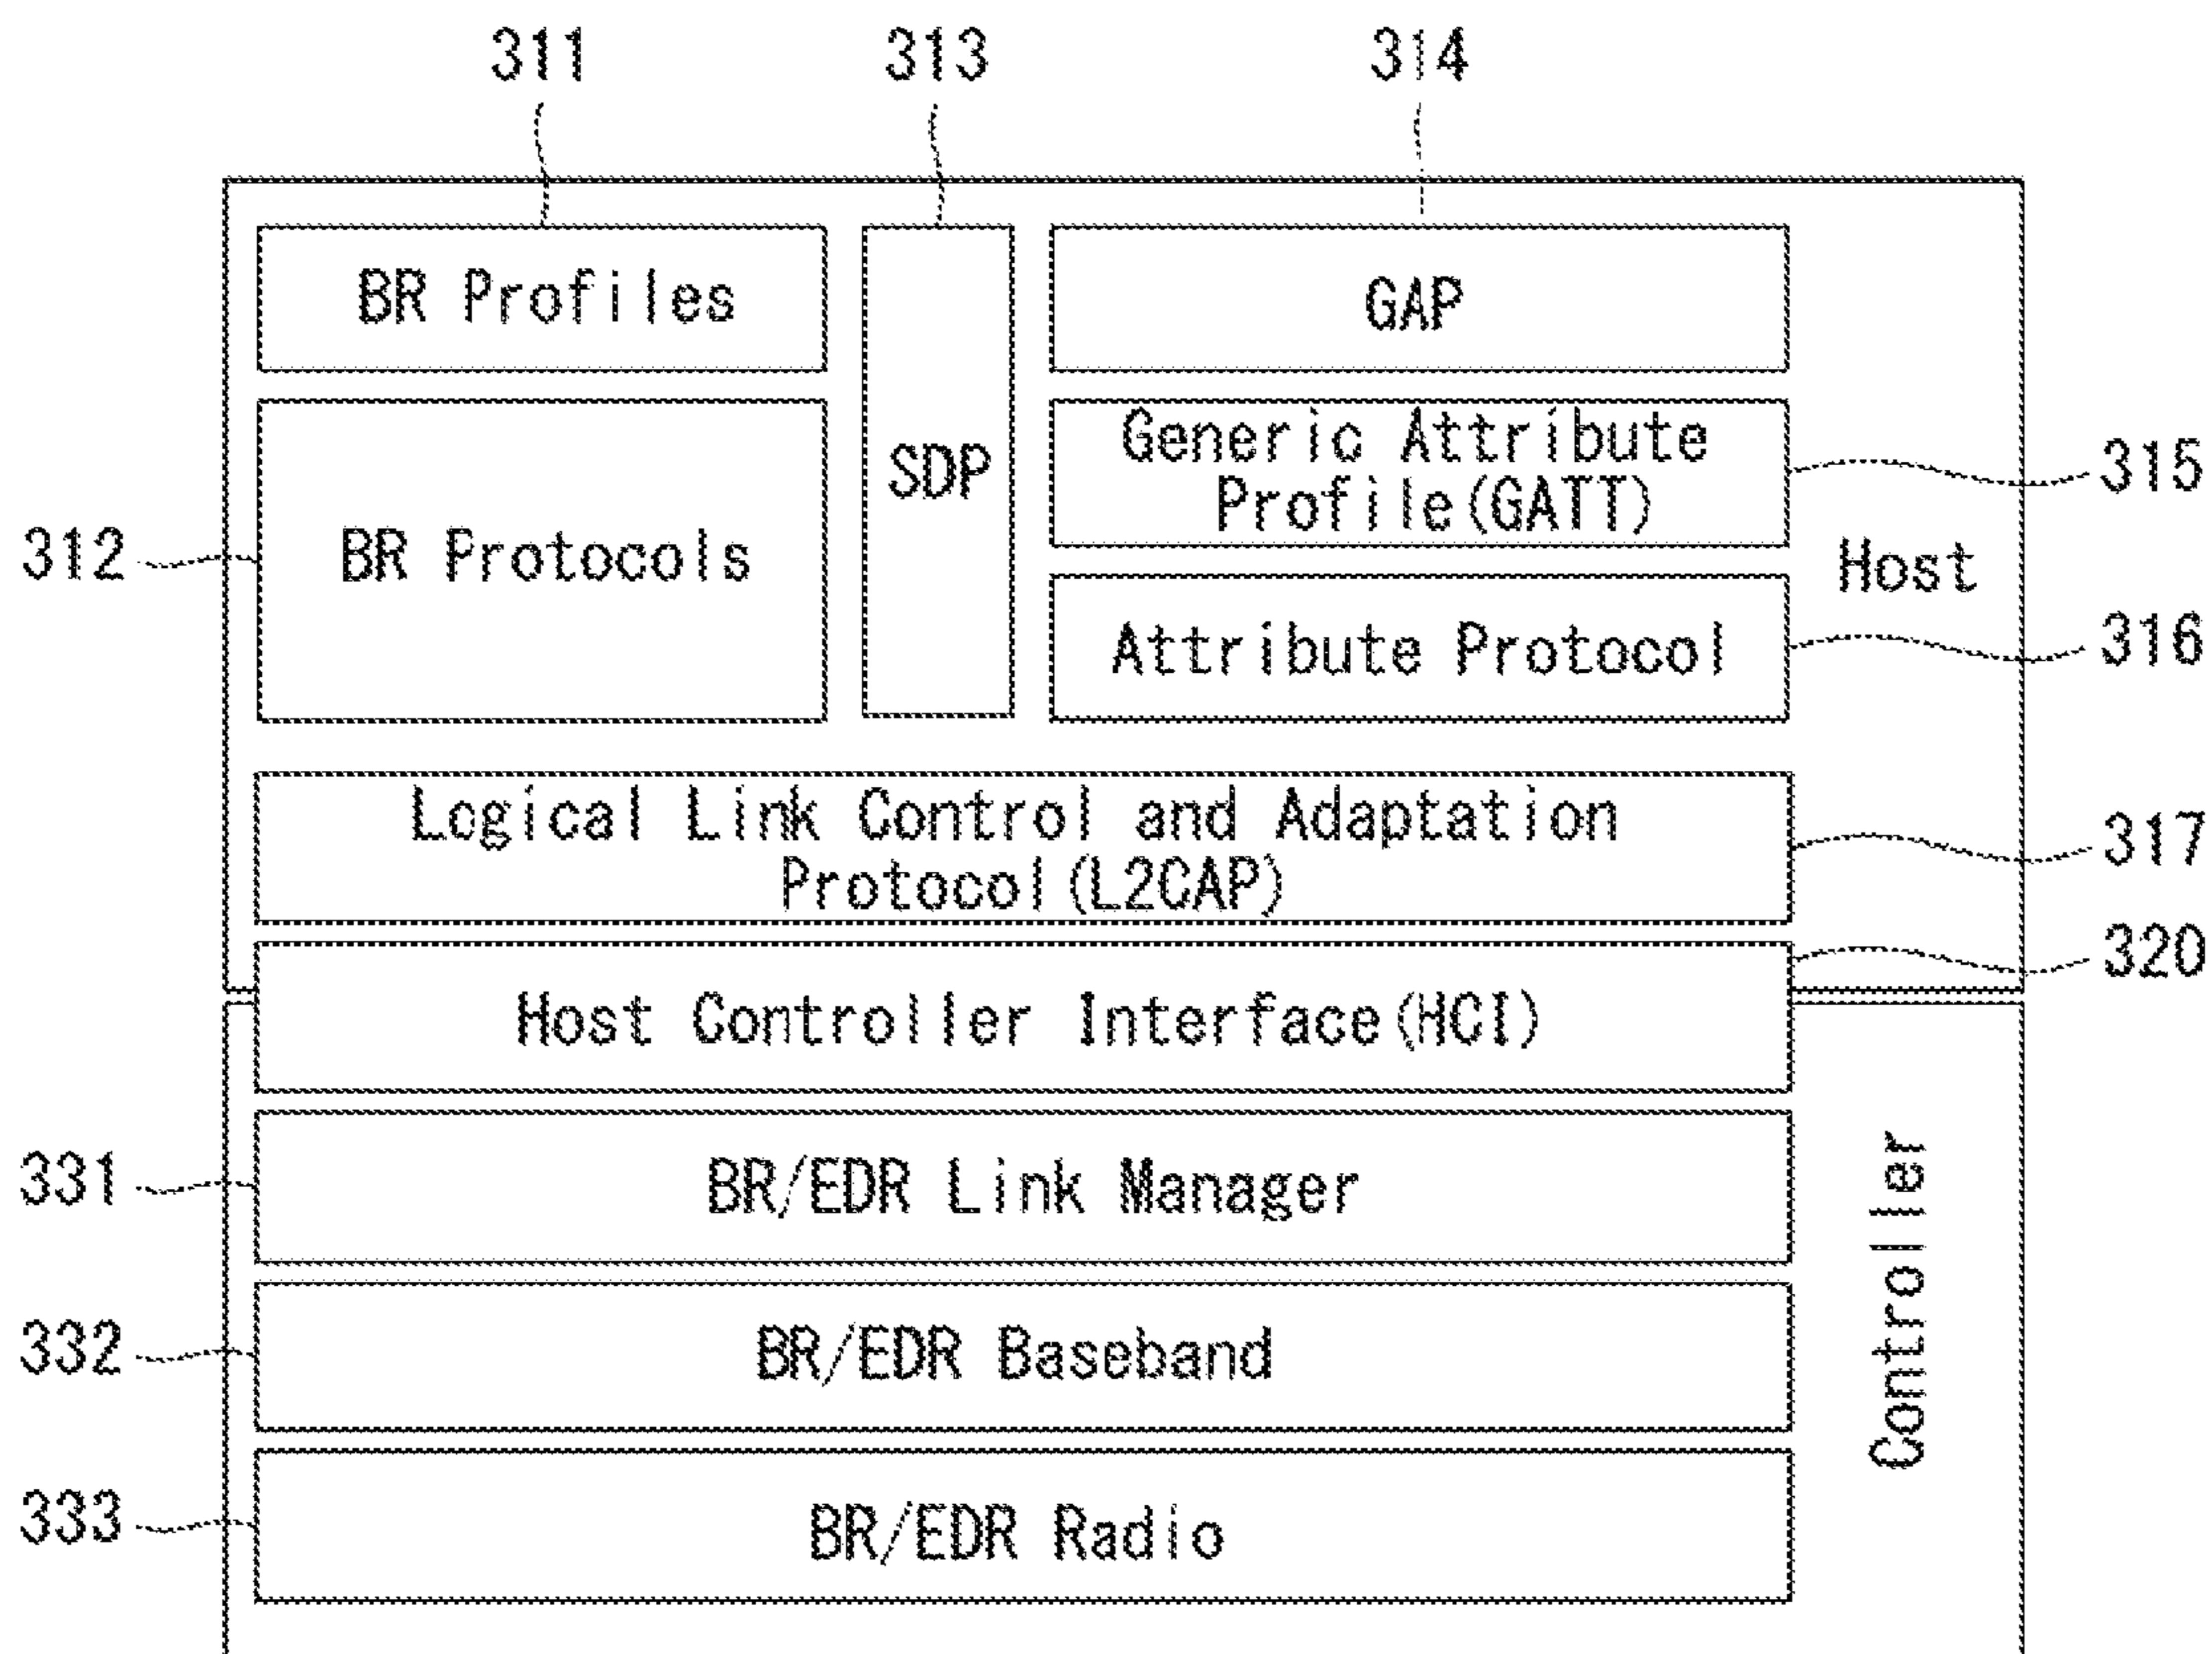 311
313
314
BR Profiles
GAP
SDP
Generic Attribute
Profile(GATT)
315
312
BR Protocols
Host
Attribute Protocol
316
Logical Link Control and Adaptation
Protocol(L2CAP)
317
320
Host Controller Interface(HCI)
331
BR/EDR Link Manager
Controller
332
BR/EDR Baseband
333
BR/EDR Radio